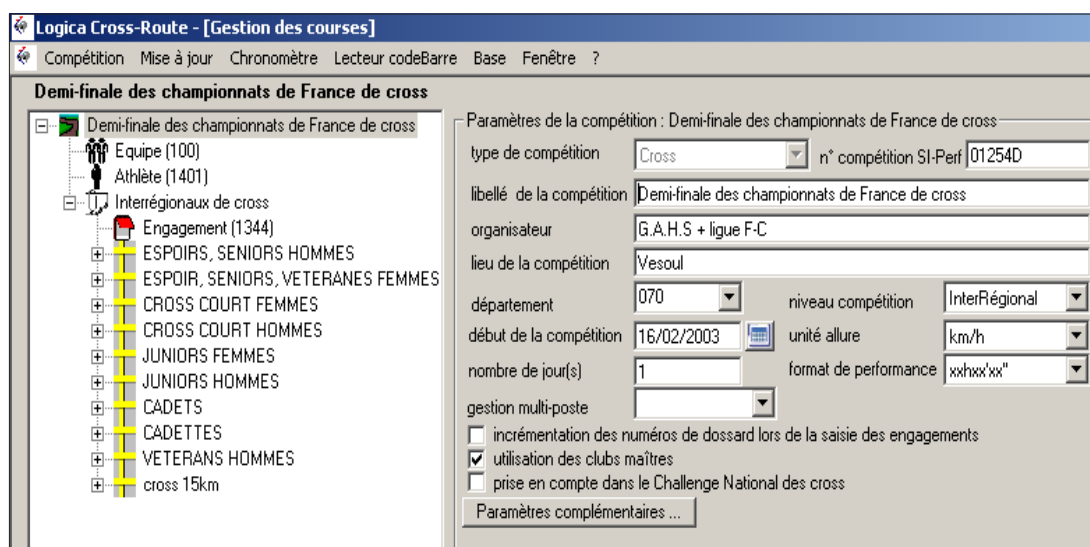 Logica Cross-Route - [Gestion des courses]
Compétition Mise à jour Chronomètre Lecteur codeBarre Base Fenêtre ?
Demi-finale des championnats de France de cross
Demi-finale des championnats de France de cross
Equipe (100)
Athlète (1401)
Interrégionaux de cross
Engagement (1344)
ESPOIRS, SENIORS HOMMES
ESPOIR, SENIORS, VETERANES FEMMES
CROSS COURT FEMMES
CROSS COURT HOMMES
JUNIORS FEMMES
JUNIORS HOMMES
CADETS
CADETTES
VETERANS HOMMES
cross 15km
Paramètres de la compétition : Demi-finale des championnats de France de cross
type de compétition Cross n° compétition SI-Perf 01254D
libellé de la compétition Demi-finale des championnats de France de cross
organisateur G.A.H.S + ligue F-C
lieu de la compétition Vesoul
département 070 niveau compétition InterRégional
début de la compétition 16/02/2003 unité allure km/h
nombre de jour(s) 1 format de performance xxhxx'xx"
gestion multi-poste
incrémentation des numéros de dossard lors de la saisie des engagements
utilisation des clubs maîtres
prise en compte dans le Challenge National des cross
Paramètres complémentaires ...